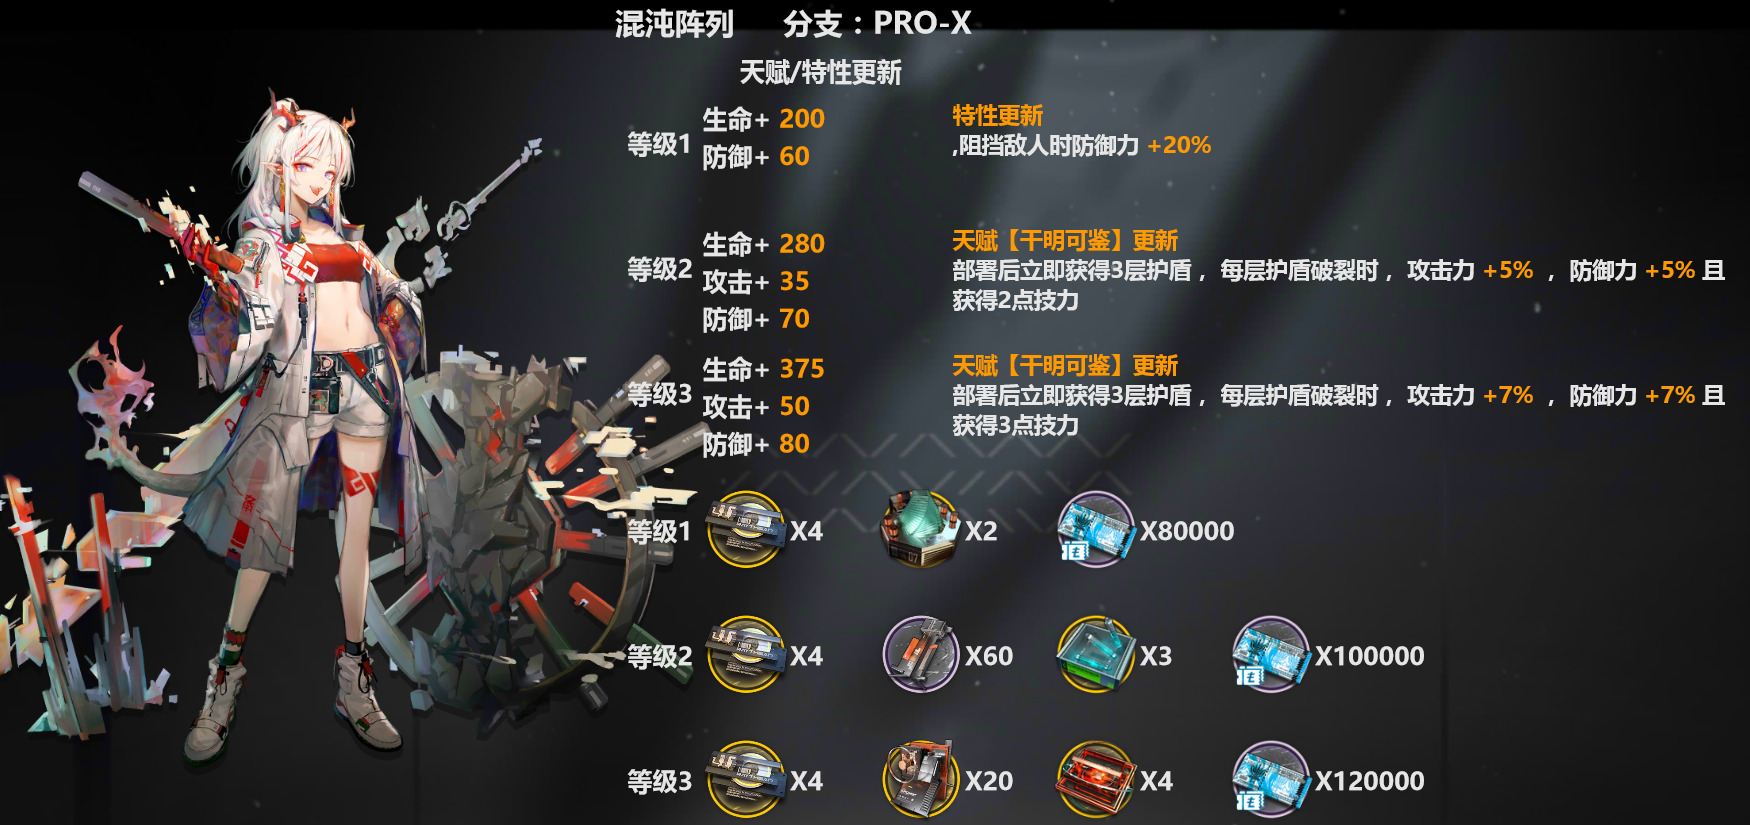 混沌阵列 分支：PRO-X
天赋/特性更新
等级1
生命+ 200
防御+ 60
特性更新
,阻挡敌人时防御力 +20%
等级2
生命+ 280
攻击+ 35
防御+ 70
天赋【干明可鉴】更新
部署后立即获得3层护盾，每层护盾破裂时，攻击力 +5% ，防御力 +5% 且
获得2点技力
等级3
生命+ 375
攻击+ 50
防御+ 80
天赋【干明可鉴】更新
部署后立即获得3层护盾，每层护盾破裂时，攻击力 +7% ，防御力 +7% 且
获得3点技力
等级1 X4 X2 X80000
等级2 X4 X60 X3 X100000
等级3 X4 X20 X4 X120000